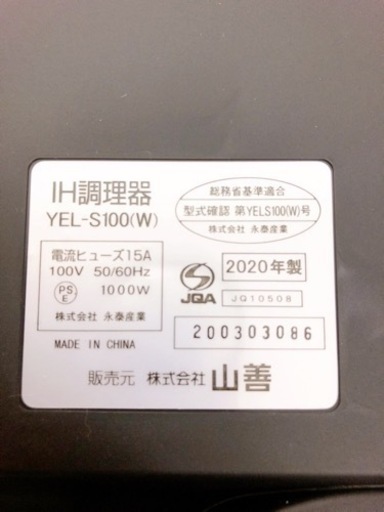 IH調理器
YEL-S100(W)
総務省基準適合
型式確認 第YELS100(W)号
株式会社 永泰産業
電流ヒューズ15A
100V 50/60Hz
PS
E
1000W
株式会社 永泰産業
JQA
2020年製
JQ10508
200303086
MADE IN CHINA
販売元 株式会社 山善